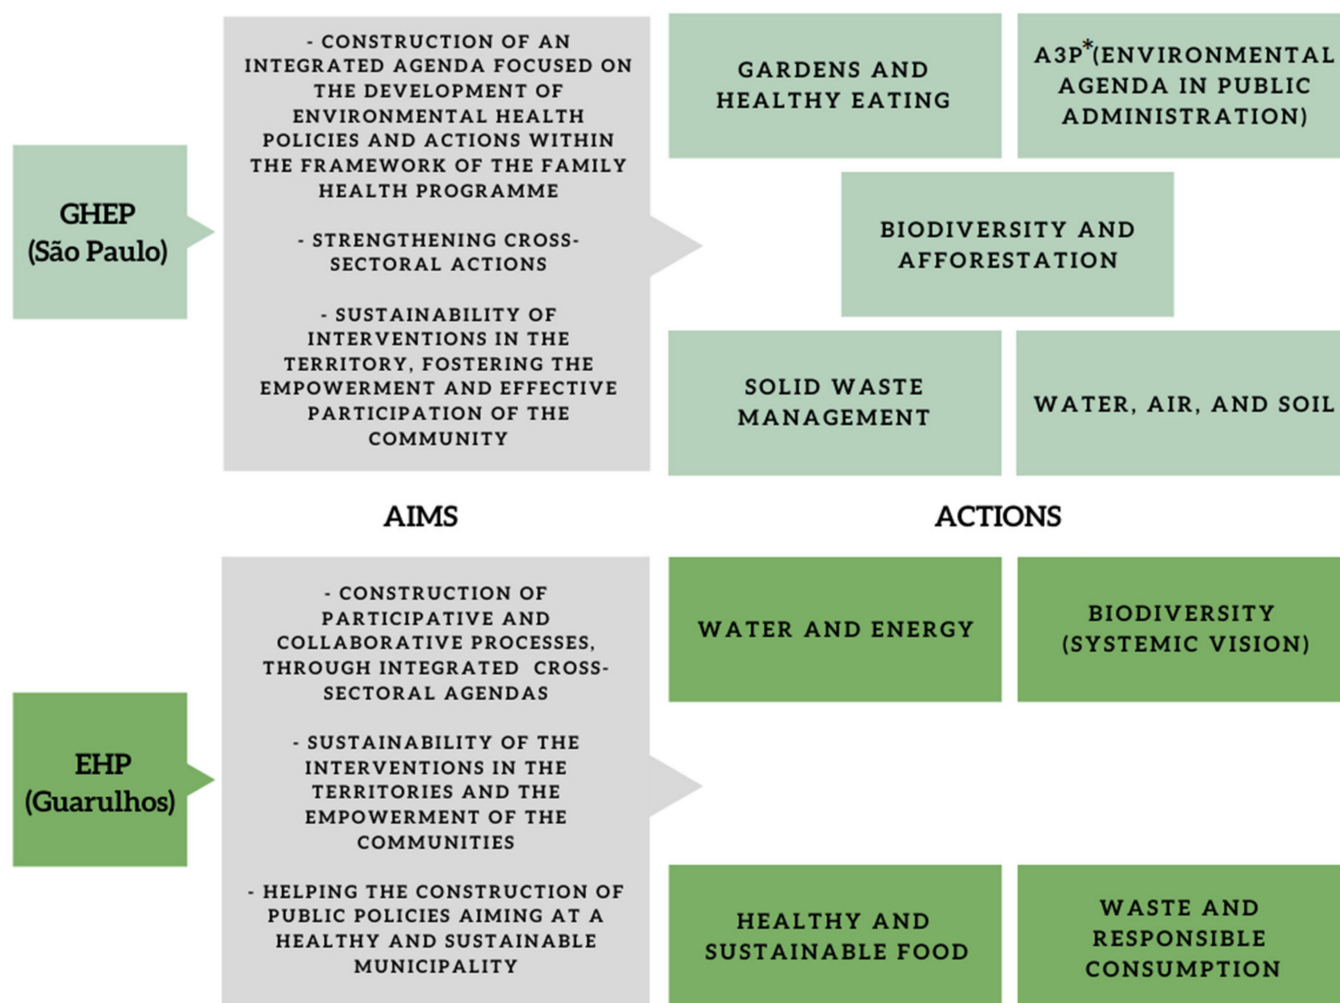 GHEP
(São Paulo)
- CONSTRUCTION OF AN
INTEGRATED AGENDA FOCUSED ON
THE DEVELOPMENT OF
ENVIRONMENTAL HEALTH
POLICIES AND ACTIONS WITHIN
THE FRAMEWORK OF THE FAMILY
HEALTH PROGRAMME
- STRENGTHENING CROSS-
SECTORAL ACTIONS
- SUSTAINABILITY OF
INTERVENTIONS IN THE
TERRITORY, FOSTERING THE
EMPOWERMENT AND EFFECTIVE
PARTICIPATION OF THE
COMMUNITY
GARDENS AND
HEALTHY EATING
A3P*(ENVIRONMENTAL
AGENDA IN PUBLIC
ADMINISTRATION)
BIODIVERSITY AND
AFFORESTATION
SOLID WASTE
MANAGEMENT
WATER, AIR, AND SOIL
AIMS
ACTIONS
EHP
(Guarulhos)
- CONSTRUCTION OF
PARTICIPATIVE AND
COLLABORATIVE PROCESSES,
THROUGH INTEGRATED CROSS-
SECTORAL AGENDAS
- SUSTAINABILITY OF THE
INTERVENTIONS IN THE
TERRITORIES AND THE
EMPOWERMENT OF THE
COMMUNITIES
- HELPING THE CONSTRUCTION OF
PUBLIC POLICIES AIMING AT A
HEALTHY AND SUSTAINABLE
MUNICIPALITY
WATER AND ENERGY
BIODIVERSITY
(SYSTEMIC VISION)
HEALTHY AND
SUSTAINABLE FOOD
WASTE AND
RESPONSIBLE
CONSUMPTION